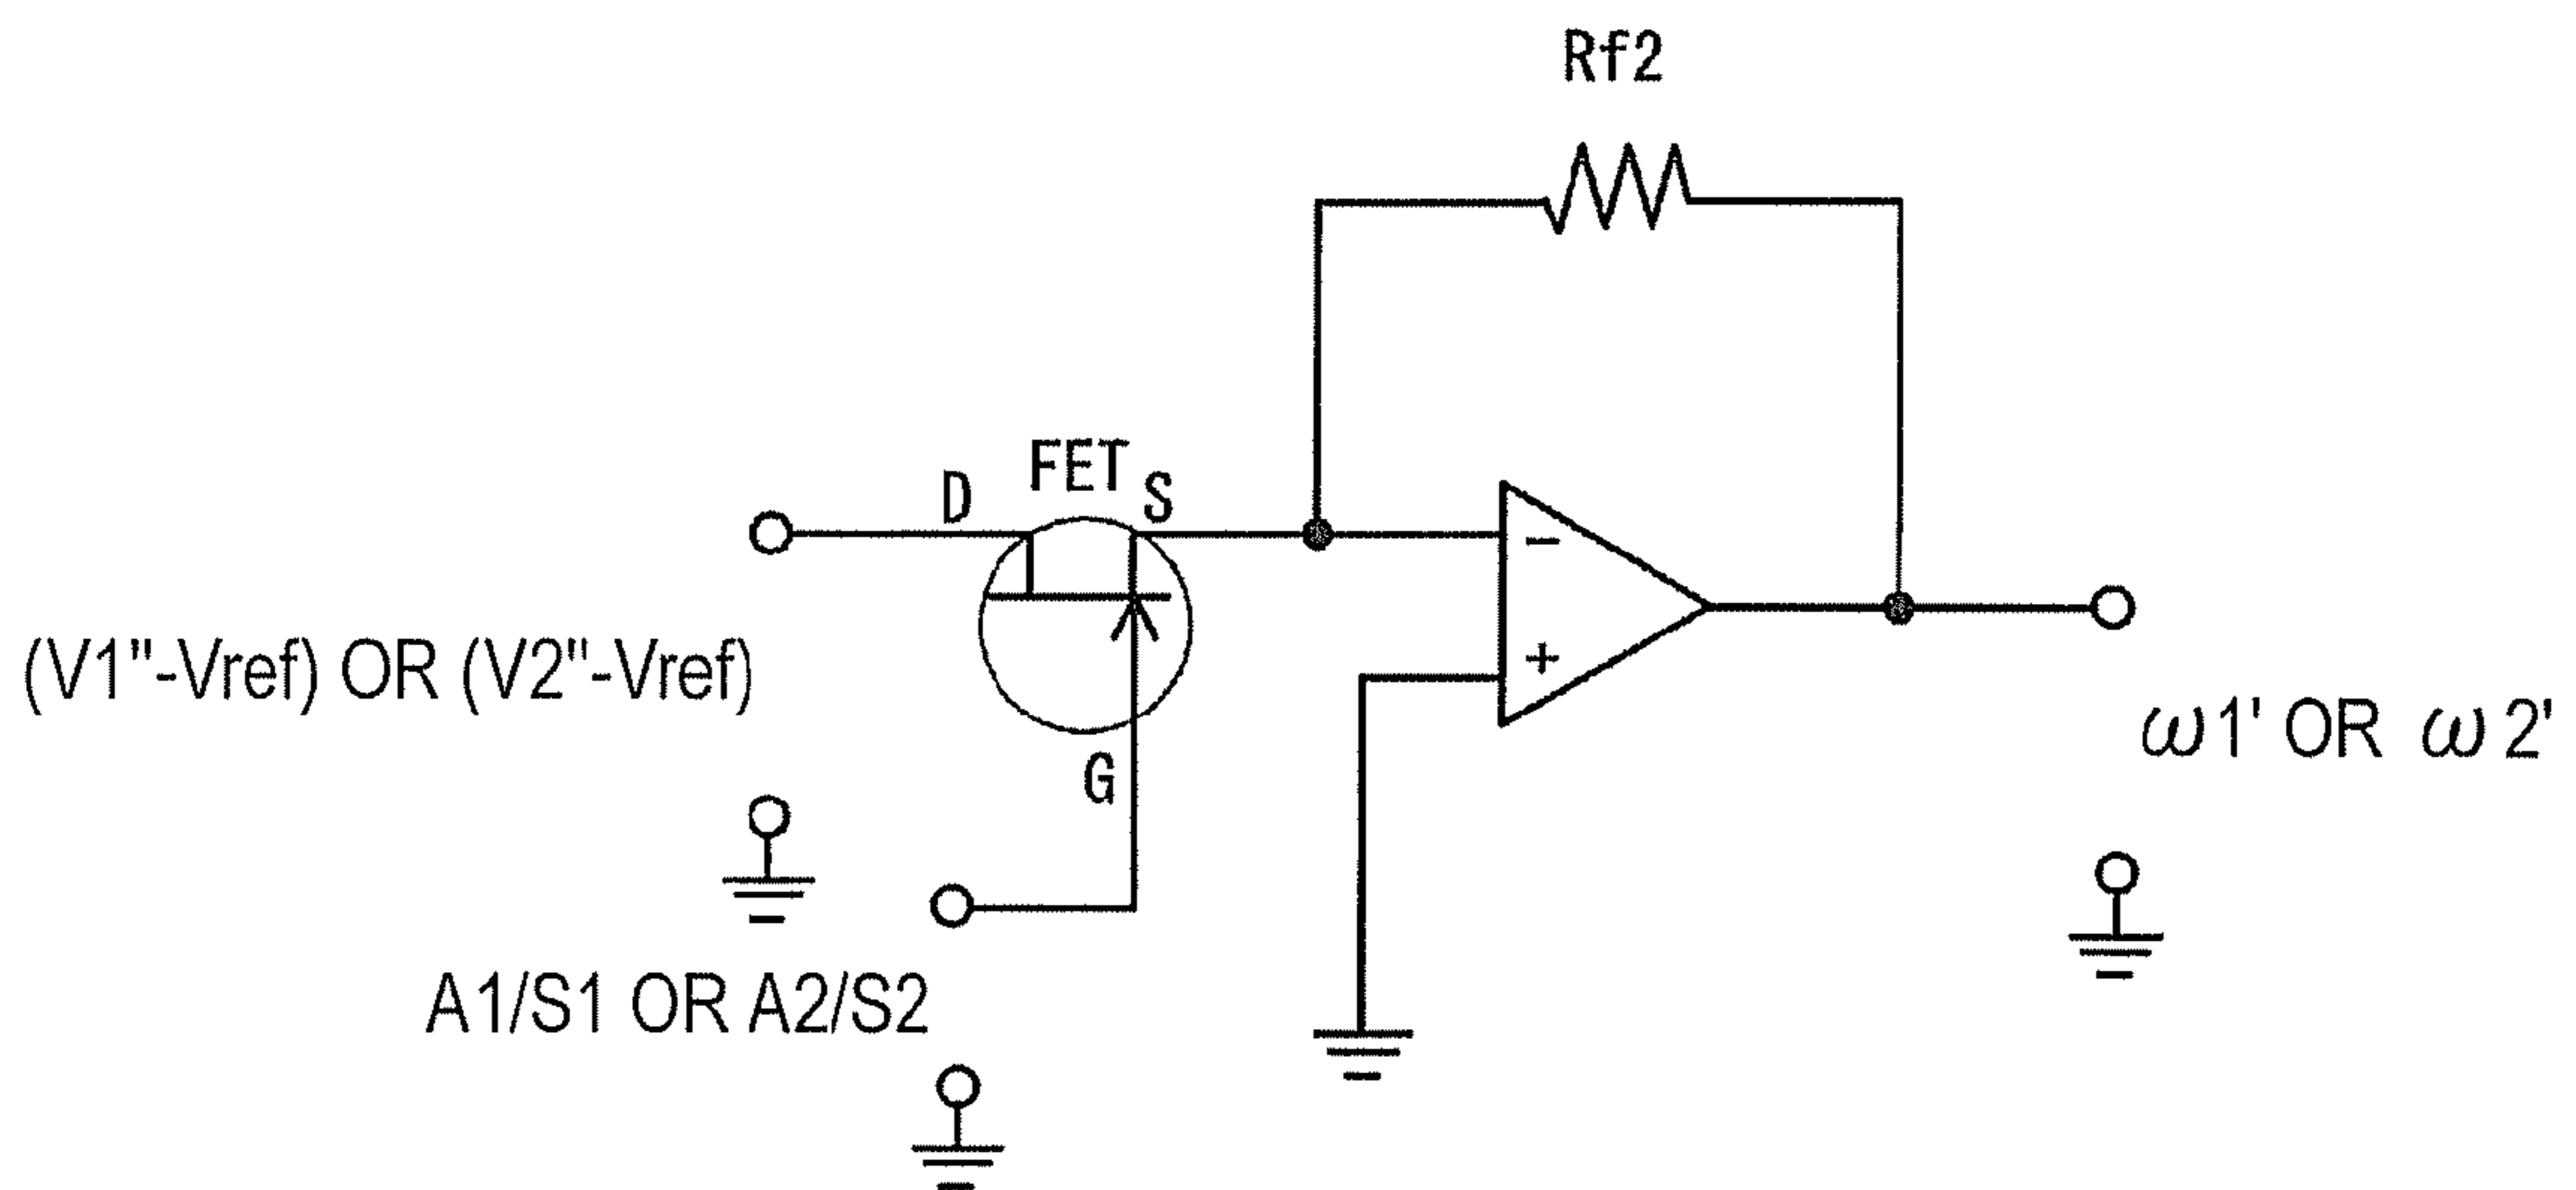 Rf2
FET
D
S
−
+
(V1"-Vref) OR (V2"-Vref)
ω1' OR ω2'
G
A1/S1 OR A2/S2